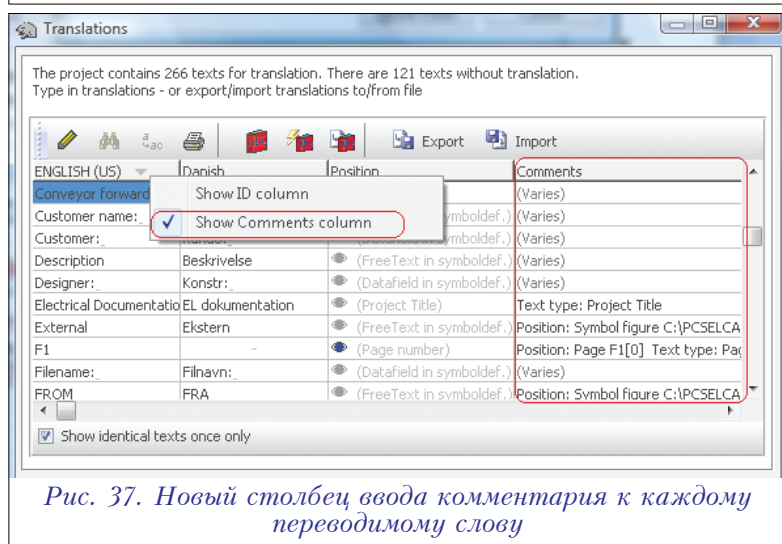 Translations
The project contains 266 texts for translation. There are 121 texts without translation.
Type in translations - or export/import translations to/from file
abc Export Import
ENGLISH (US) Danish Position Comments
Conveyor forward (Varies)
Show ID column
Customer name: symboldef.) (Varies)
Show Comments column
Customer: symboldef.) (Varies)
Description Beskrivelse (FreeText in symboldef.) (Varies)
Designer: Konstr: (Datafield in symboldef.) (Varies)
Electrical Documentatio EL dokumentation (Project Title) Text type: Project Title
External Ekstern (FreeText in symboldef.) Position: Symbol figure C:\PCSELCA
F1 - (Page number) Position: Page F1[0] Text type: Pag
Filename: Filnavn: (Datafield in symboldef.) (Varies)
FROM FRA (FreeText in symboldef.) Position: Symbol figure C:\PCSELCA
Show identical texts once only
Рис. 37. Новый столбец ввода комментария к каждому
переводимому слову